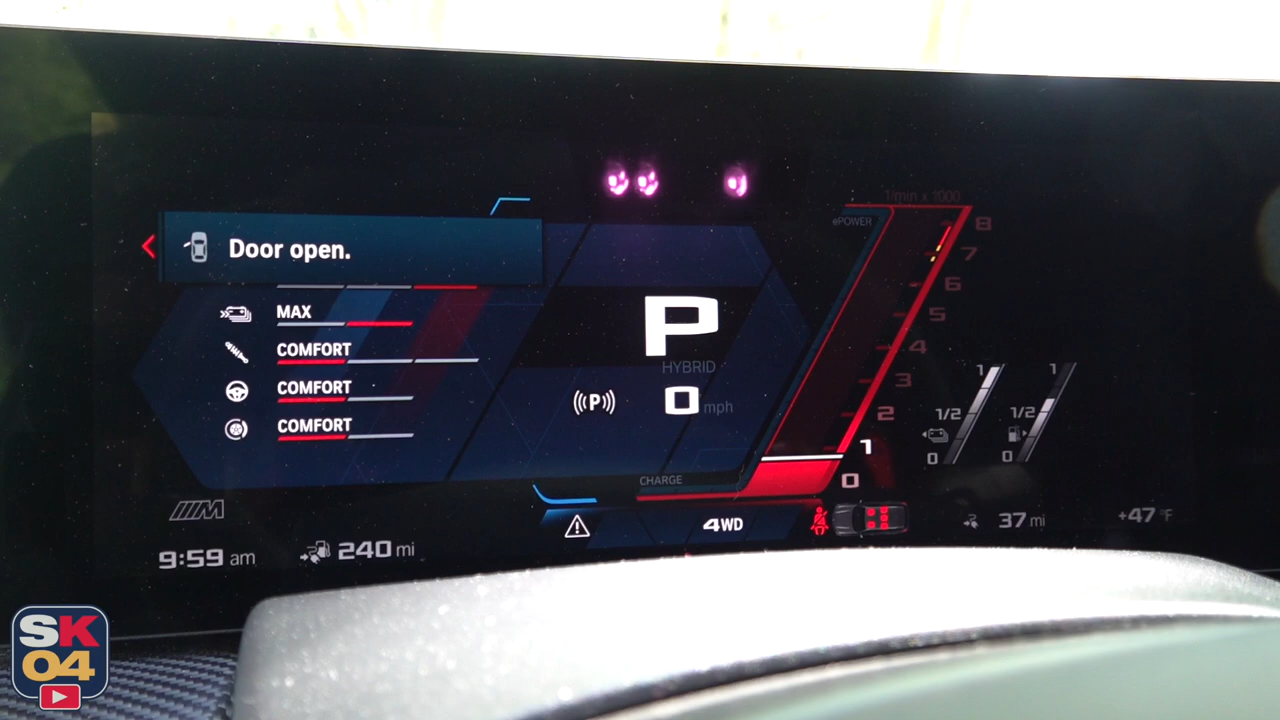 1/min x 1000
ePOWER
8
Door open.
7
6
MAX
5
P
COMFORT
4
HYBRID
3
1 1
COMFORT
(((P)))
0 mph
2
1/2 1/2
COMFORT
1
0 0
CHARGE
0
M
4WD
37 mi
+47 °F
9:59 am
240 mi
SK
04